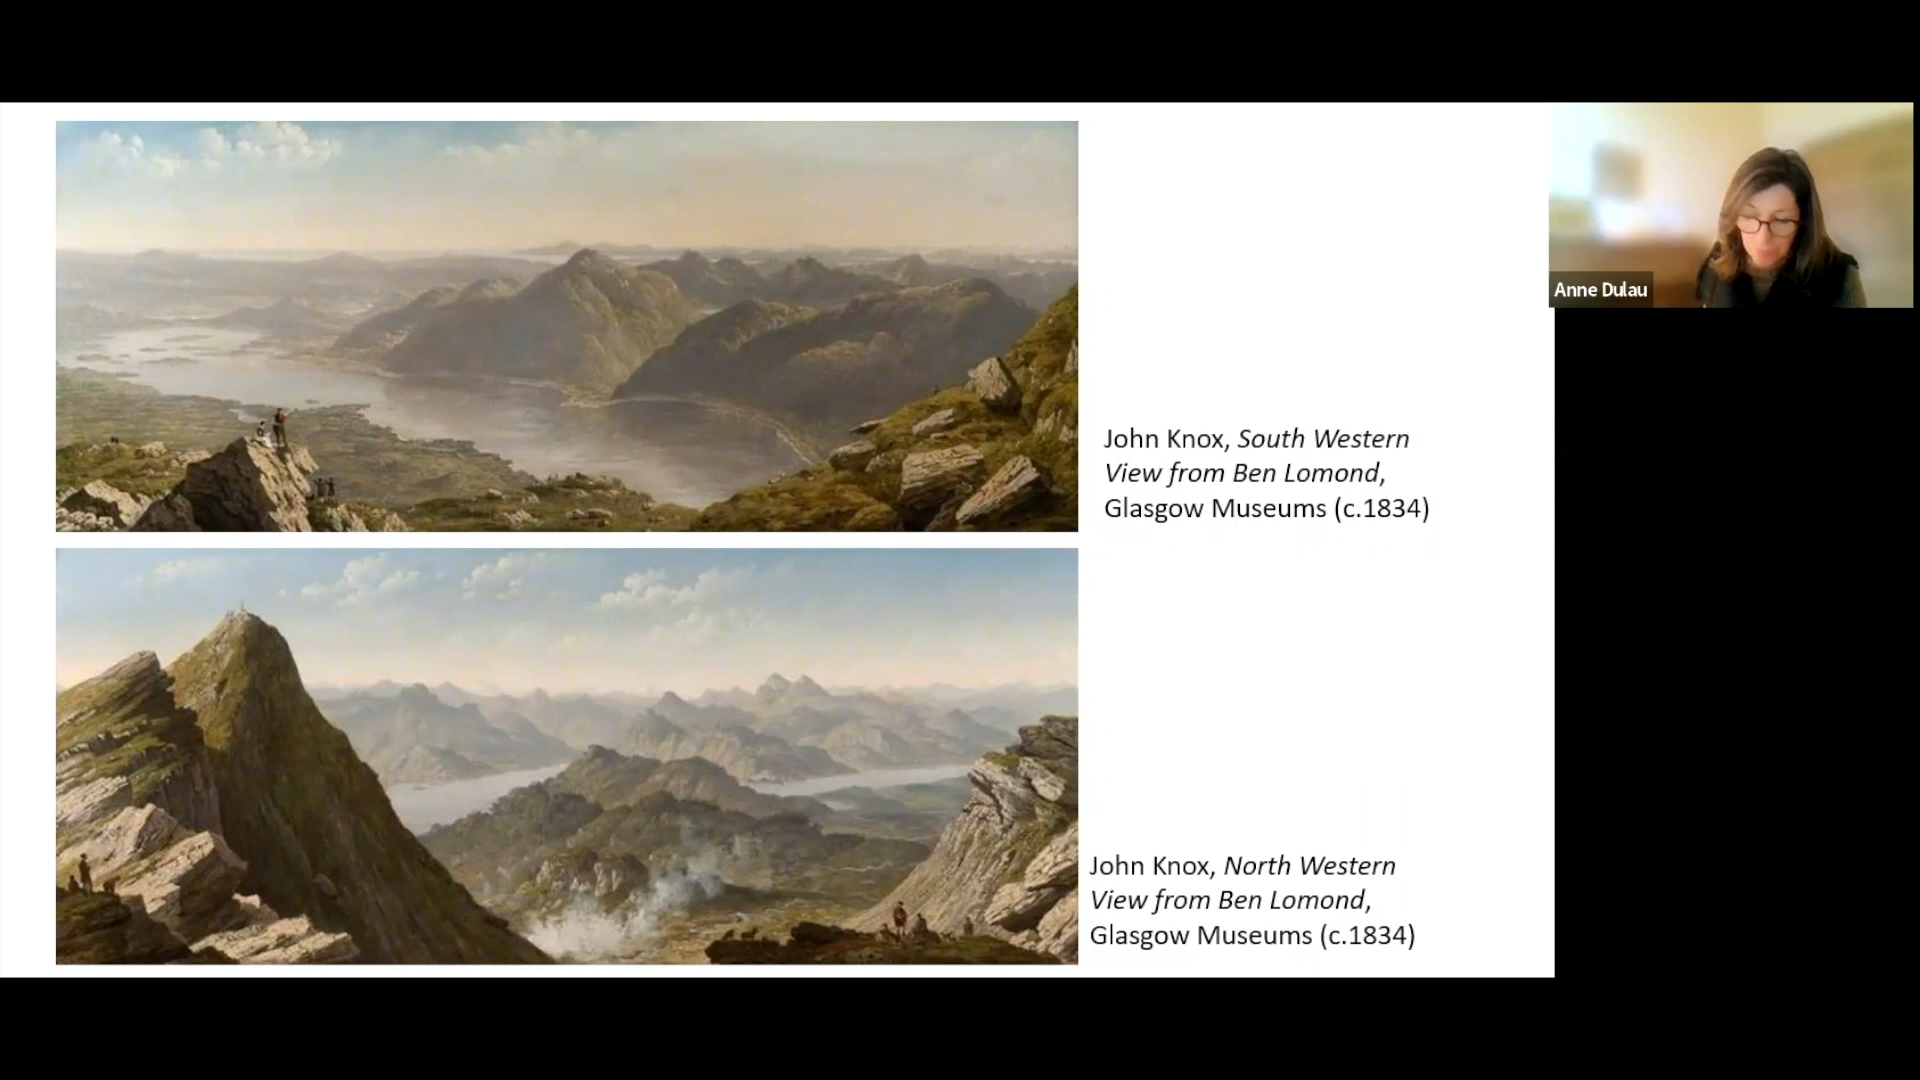 John Knox, South Western
View from Ben Lomond,
Glasgow Museums (c.1834)
John Knox, North Western
View from Ben Lomond,
Glasgow Museums (c.1834)
Anne Dulau